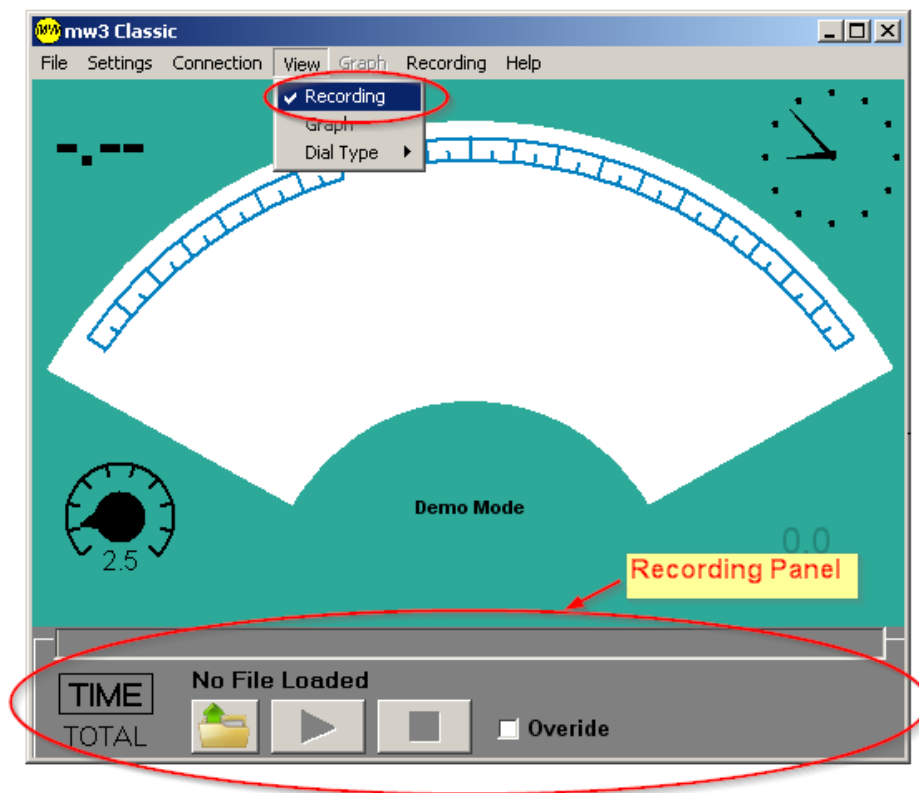 MW mw3 Classic
File Settings Connection View Graph Recording Help
Recording
Graph
Dial Type
-.--
2.5
Demo Mode
0.0
Recording Panel
TIME
TOTAL
No File Loaded
Overide